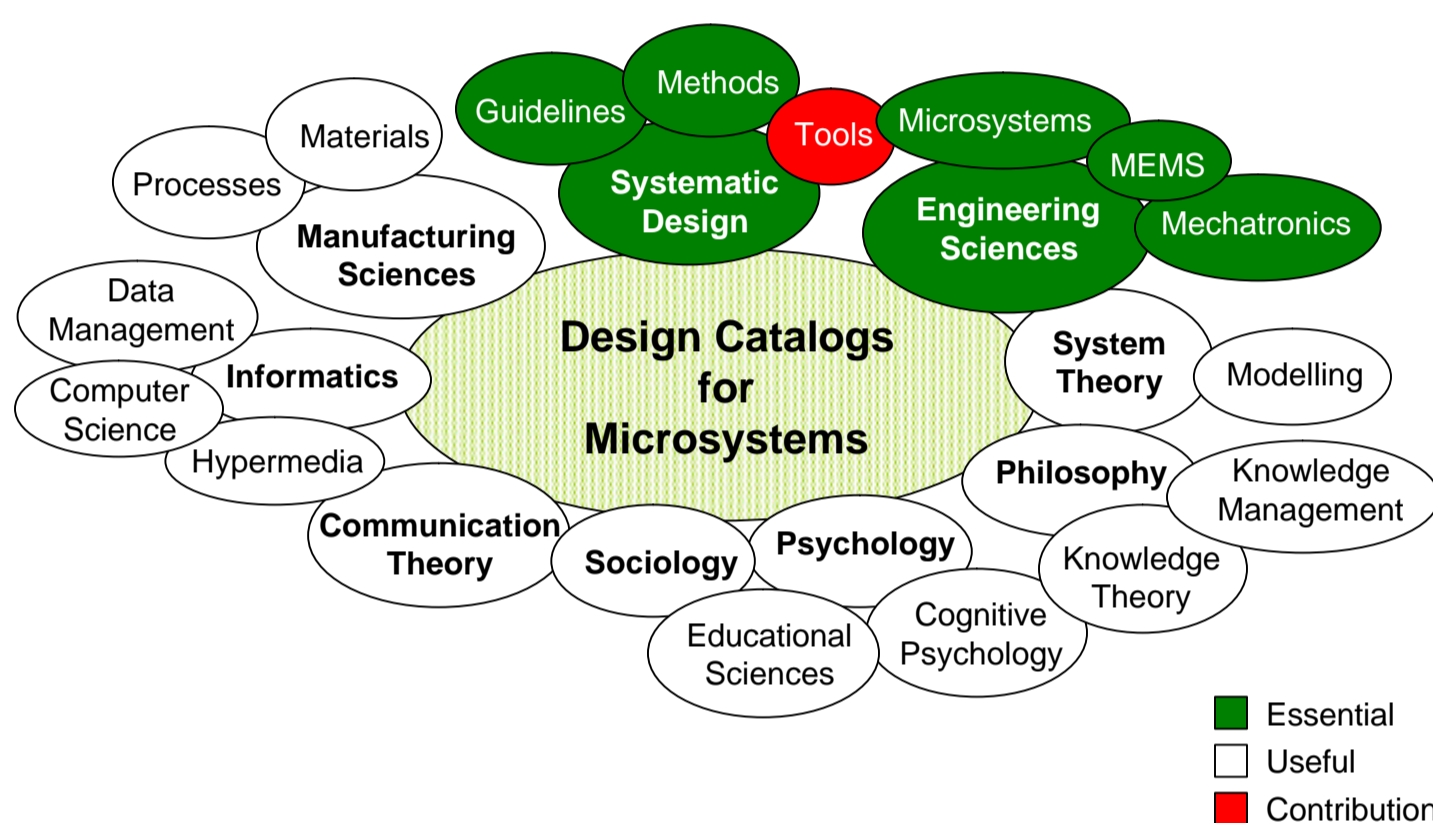 Methods
Guidelines
Tools
Microsystems
Materials
MEMS
Processes
Systematic
Design
Engineering
Sciences
Mechatronics
Manufacturing
Sciences
Data
Management
Design Catalogs
for
Microsystems
System
Theory
Modelling
Informatics
Computer
Science
Hypermedia
Philosophy
Knowledge
Management
Communication
Theory
Sociology
Psychology
Knowledge
Theory
Educational
Sciences
Cognitive
Psychology
Essential
Useful
Contribution